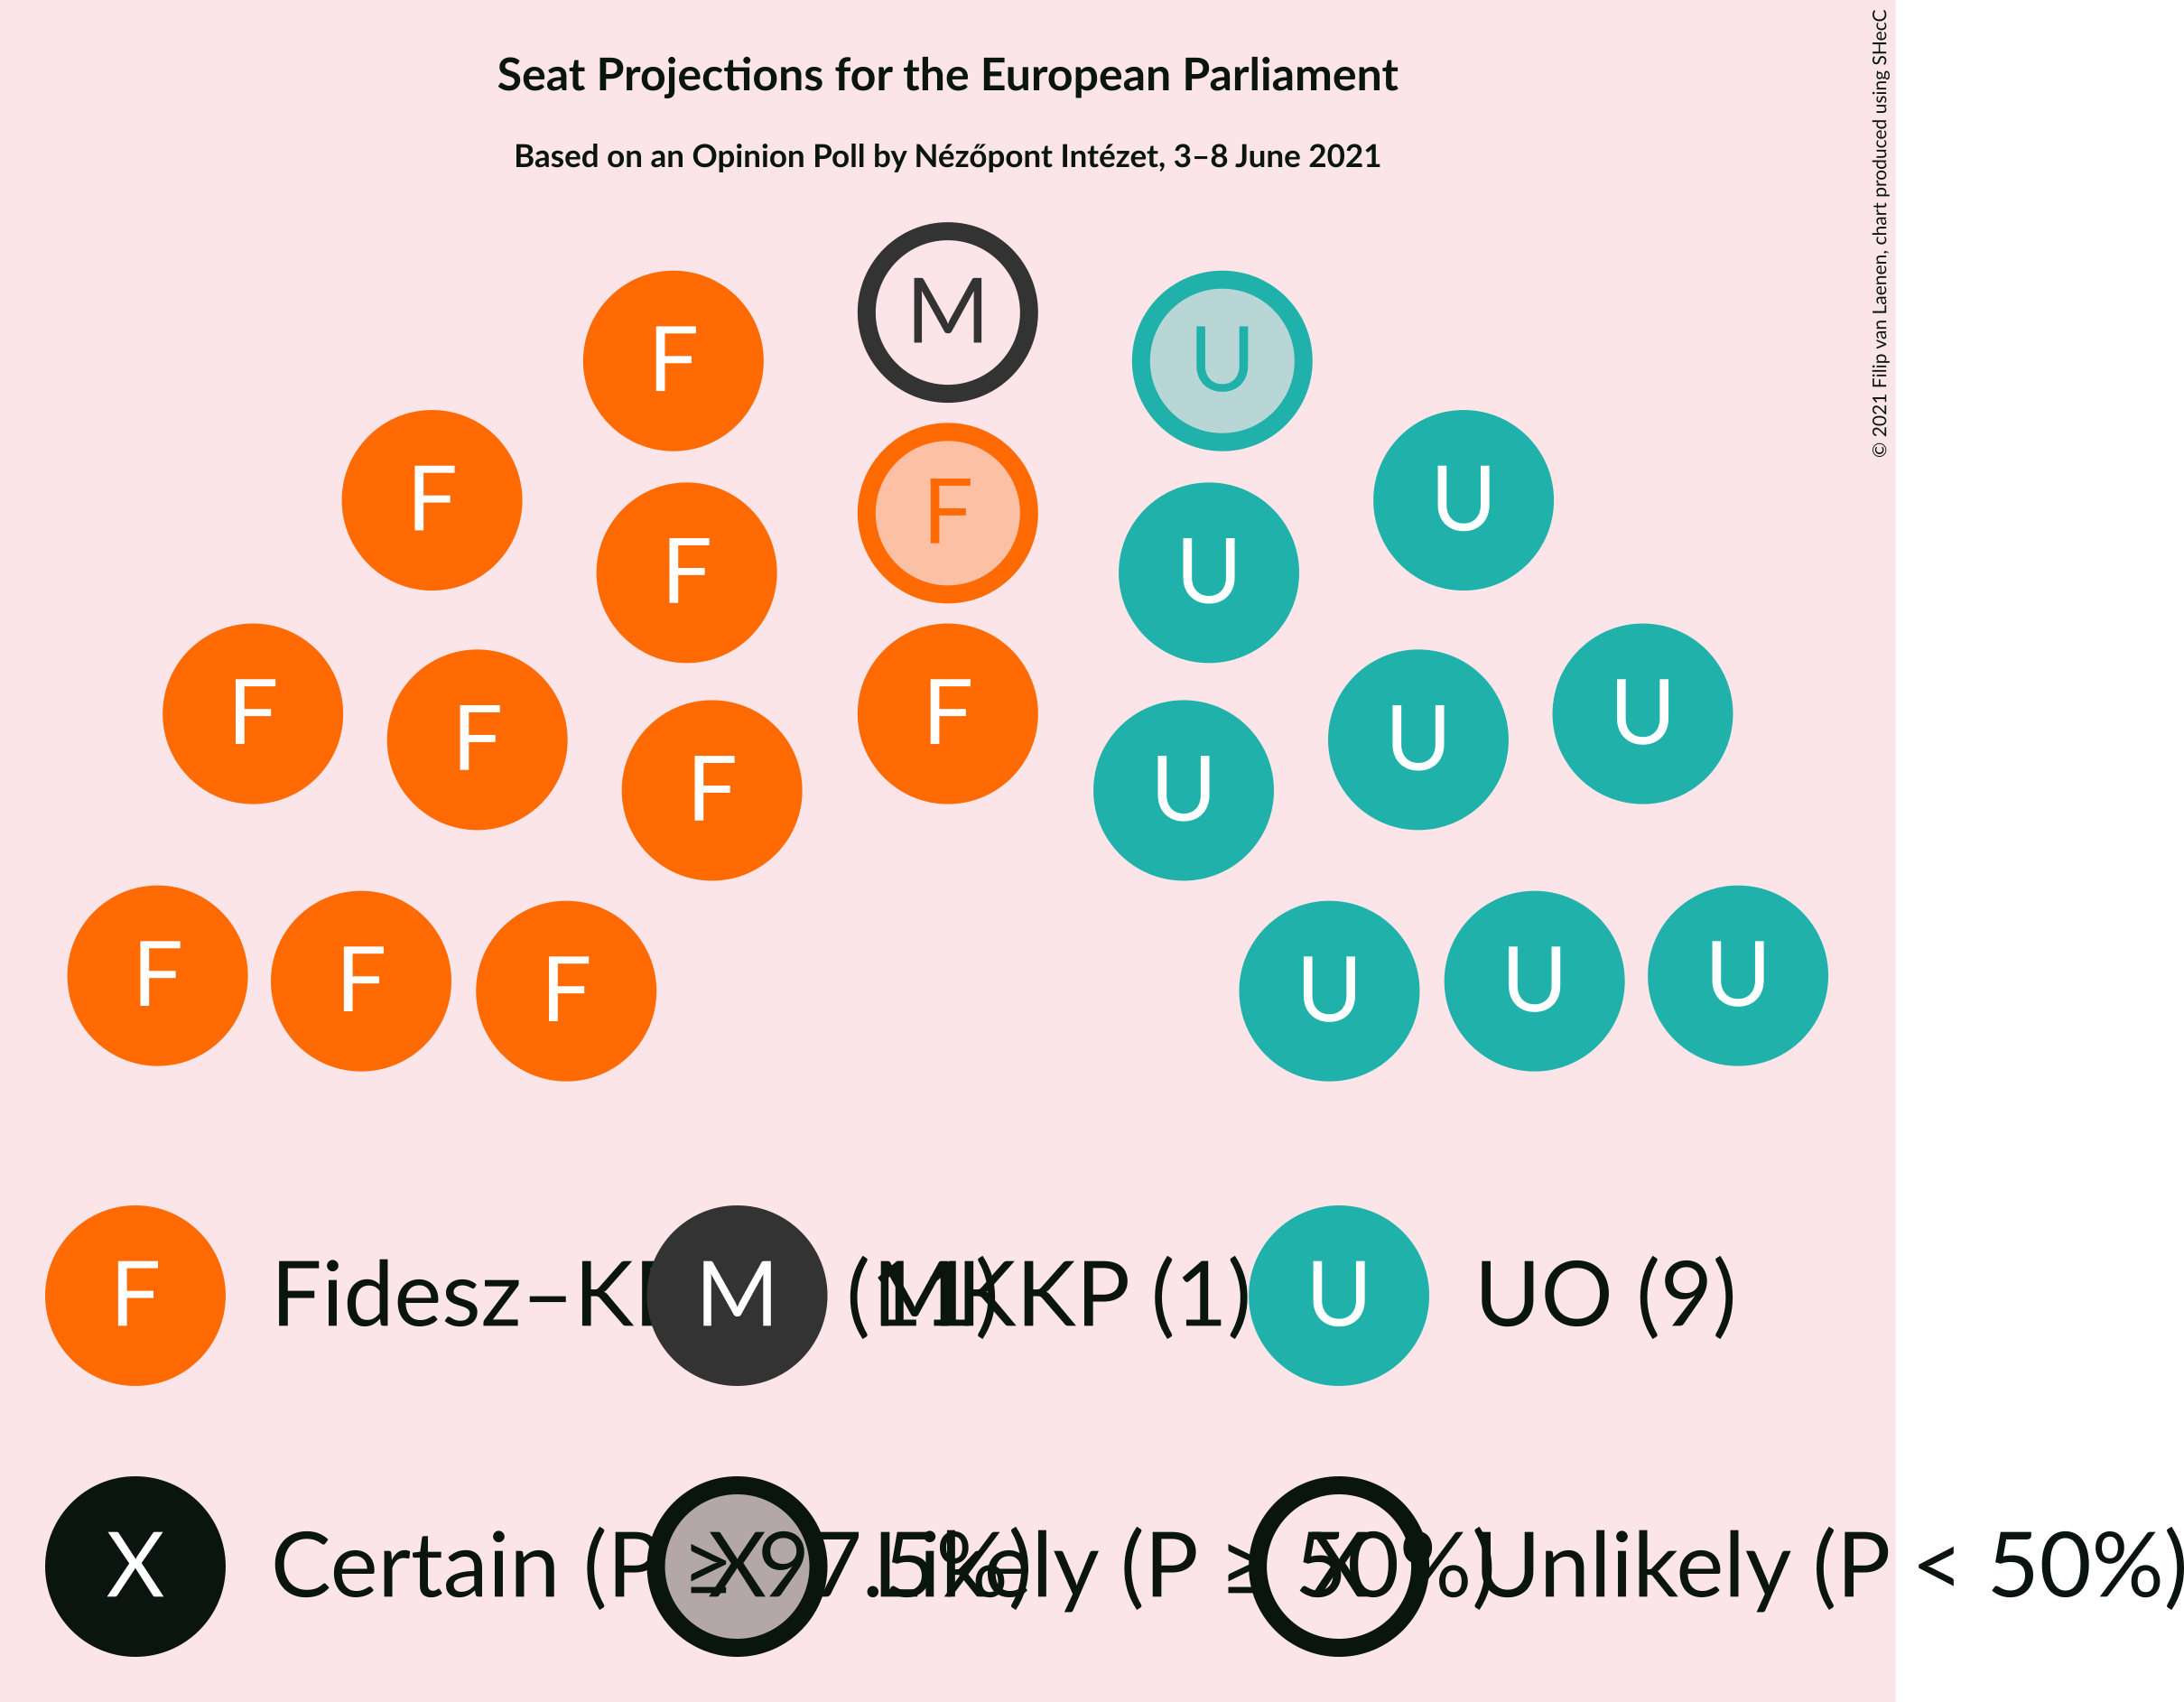 Seat Projections for the European Parliament
Based on an Opinion Poll by Nézőpont Intézet, 3–8 June 2021
© 2021 Filip van Laenen, chart produced using SHecC
M
F U
F U
F
F U
F F U
F U
F U
F F F U U U
F Fidesz–K (11)
M MKKP (1)
U UO (9)
X Certain (P ≥ 97.5%)
X Likely (P ≥ 50%)
X Unlikely (P < 50%)